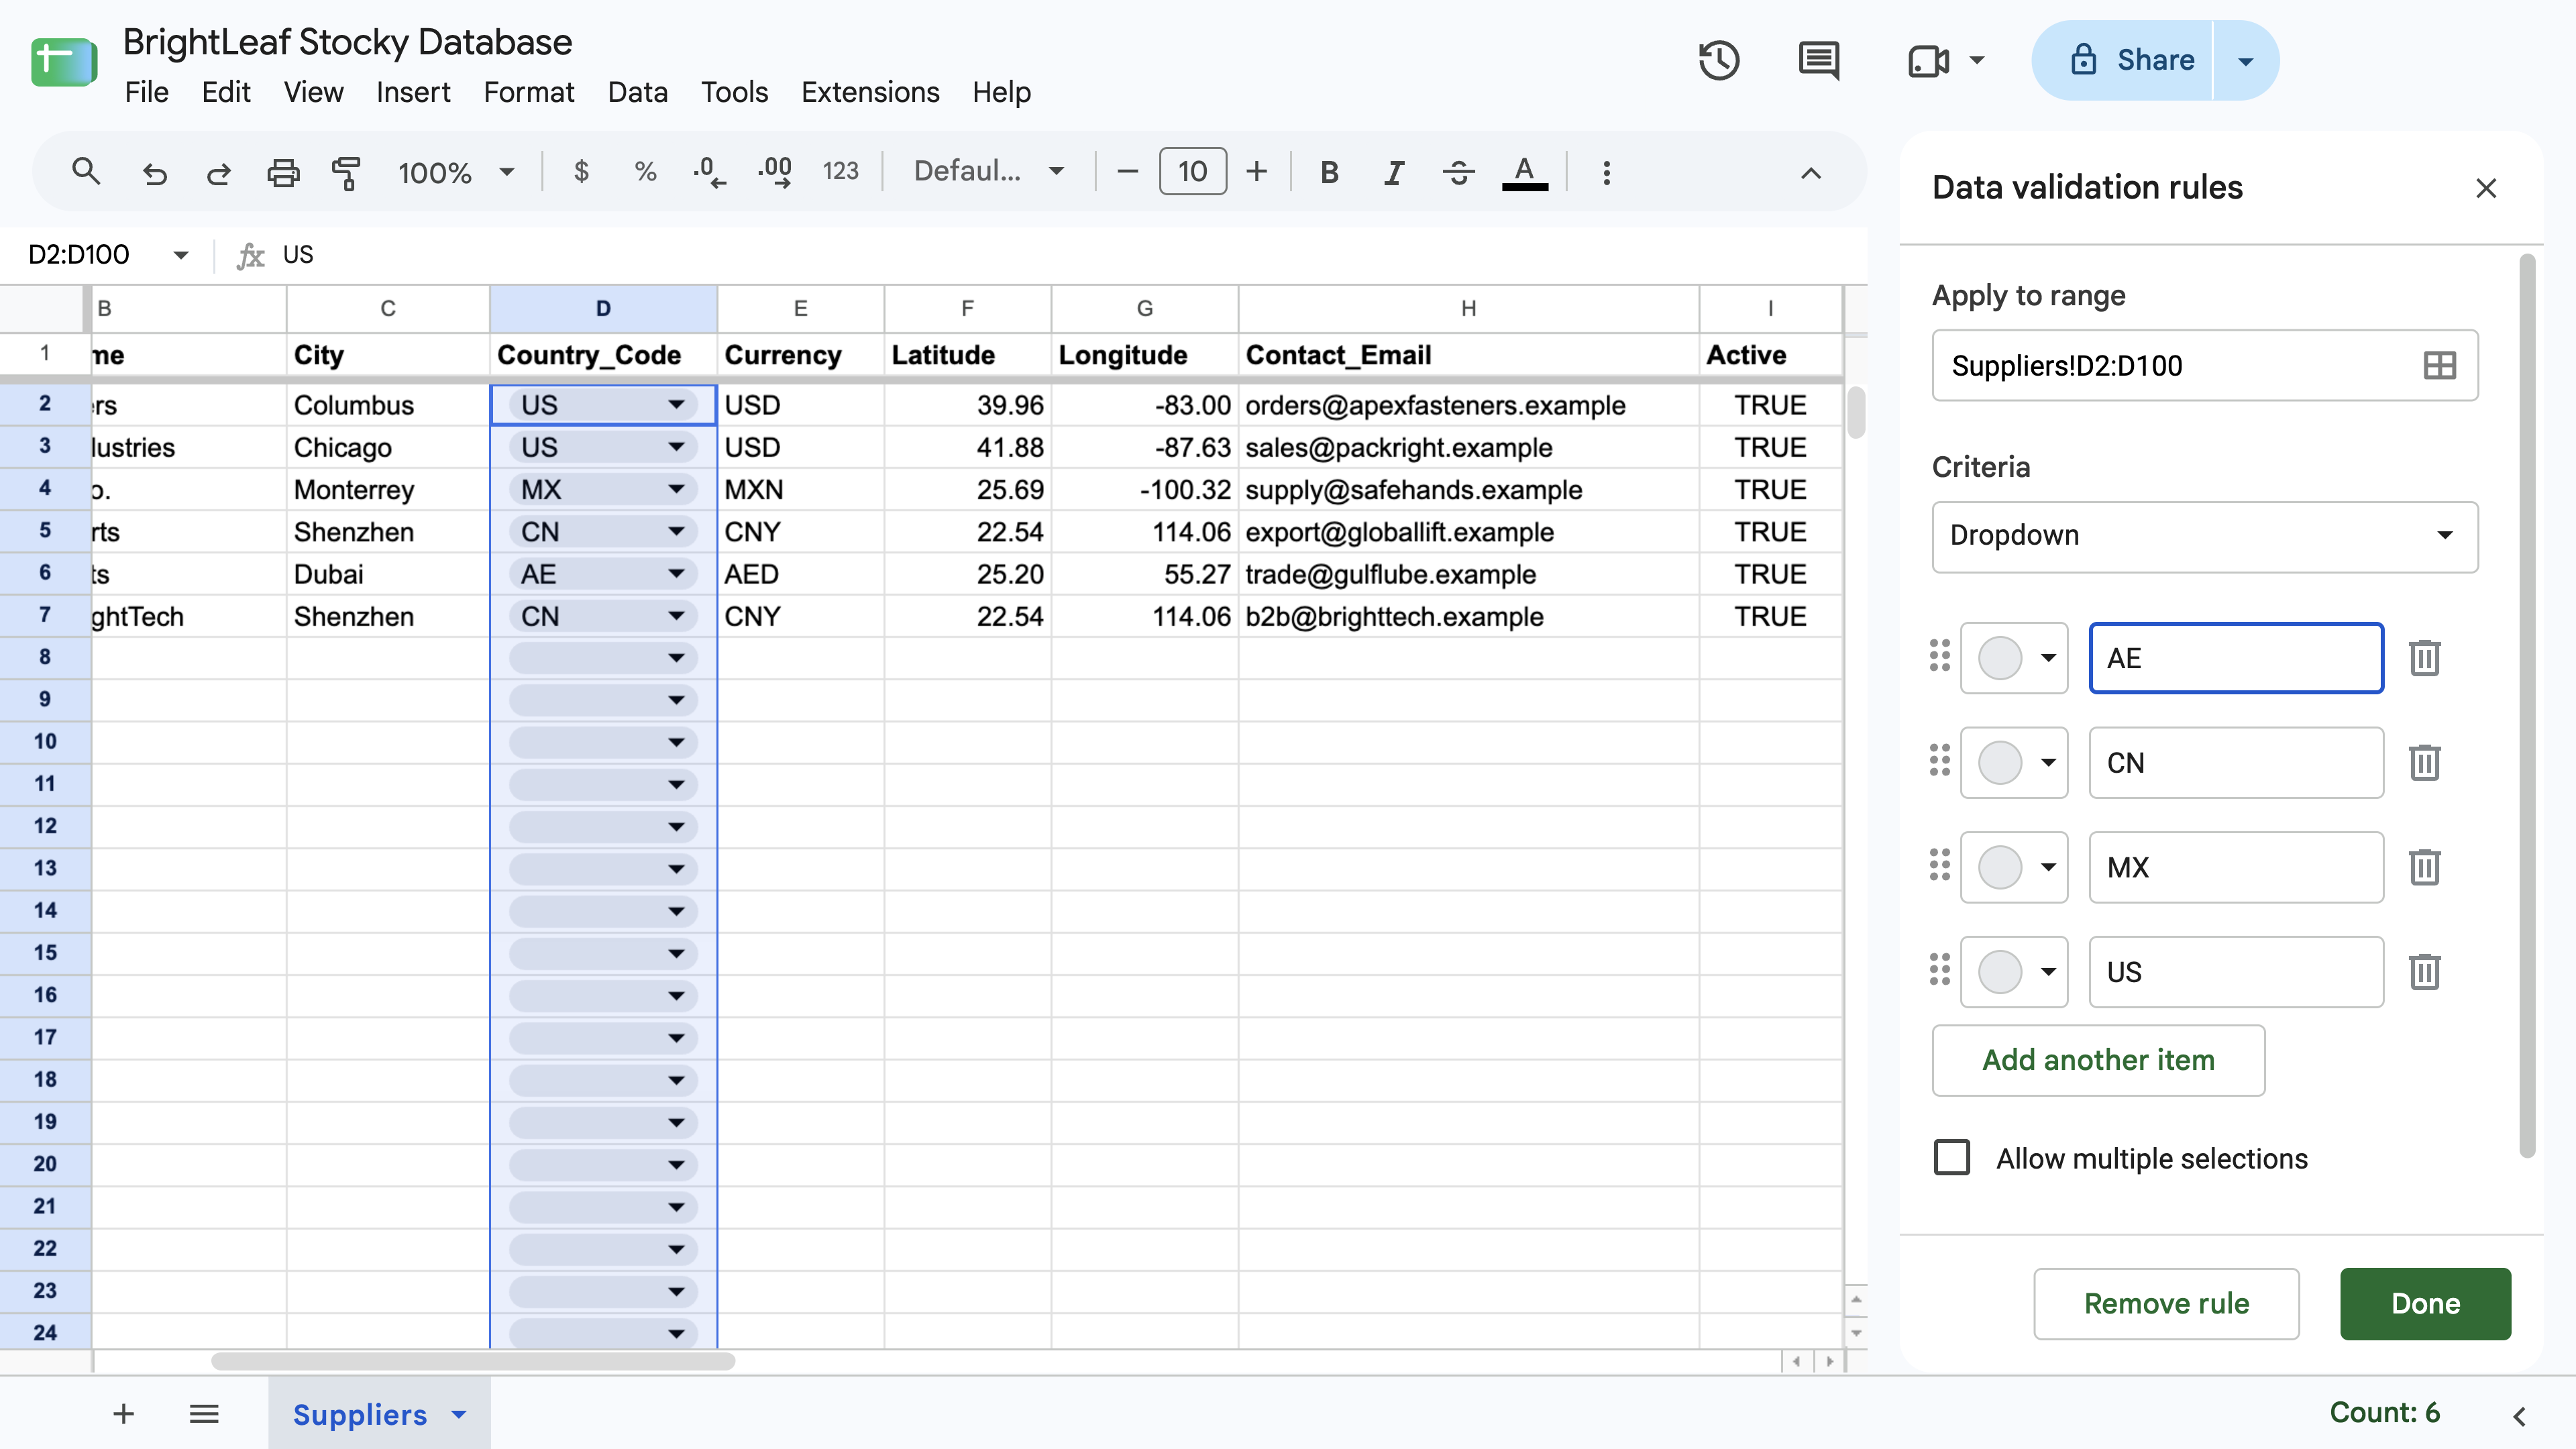 BrightLeaf Stocky Database
File Edit View Insert Format Data Tools Extensions Help
Share
100% $ % .0 .00 123 Defaul... 10 B I S A
D2:D100 fx US
B C D E F G H I
1 me City Country_Code Currency Latitude Longitude Contact_Email Active
2 ers Columbus US USD 39.96 -83.00 orders@apexfasteners.example TRUE
3 lustries Chicago US USD 41.88 -87.63 sales@packright.example TRUE
4 o. Monterrey MX MXN 25.69 -100.32 supply@safehands.example TRUE
5 rts Shenzhen CN CNY 22.54 114.06 export@globallift.example TRUE
6 ts Dubai AE AED 25.20 55.27 trade@gulflube.example TRUE
7 ghtTech Shenzhen CN CNY 22.54 114.06 b2b@brighttech.example TRUE
8
9
10
11
12
13
14
15
16
17
18
19
20
21
22
23
24
Suppliers
Data validation rules
Apply to range
Suppliers!D2:D100
Criteria
Dropdown
AE
CN
MX
US
Add another item
Allow multiple selections
Remove rule Done
Count: 6